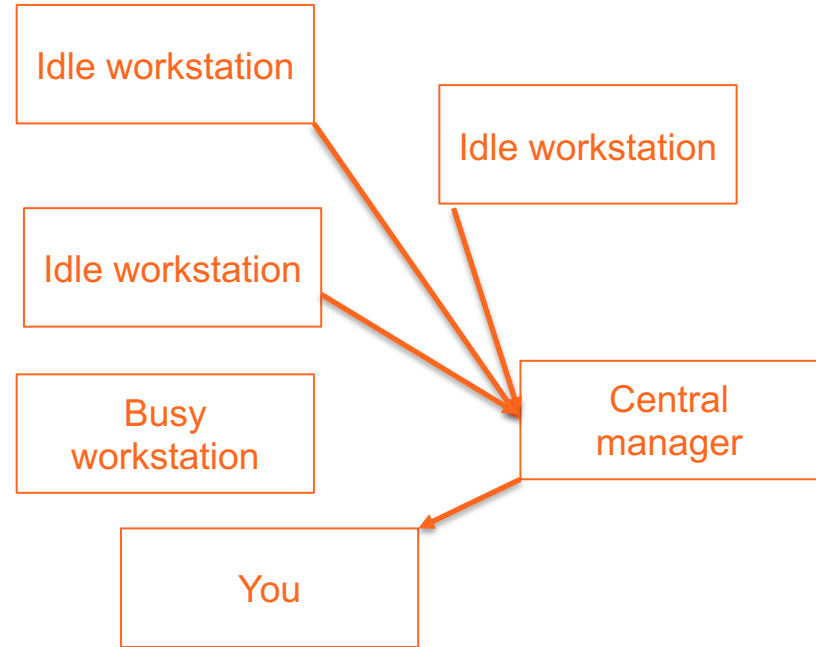 Idle workstation
Idle workstation
Idle workstation
Busy
workstation
Central
manager
You